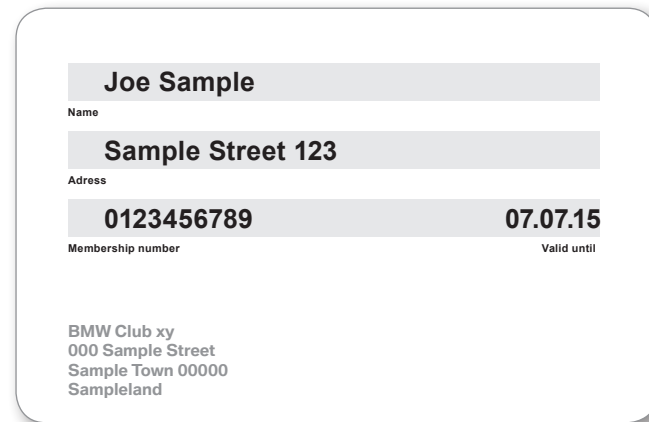 Joe Sample
Name
Sample Street 123
Adress
0123456789 07.07.15
Membership number Valid until
BMW Club xy
000 Sample Street
Sample Town 00000
Sampleland